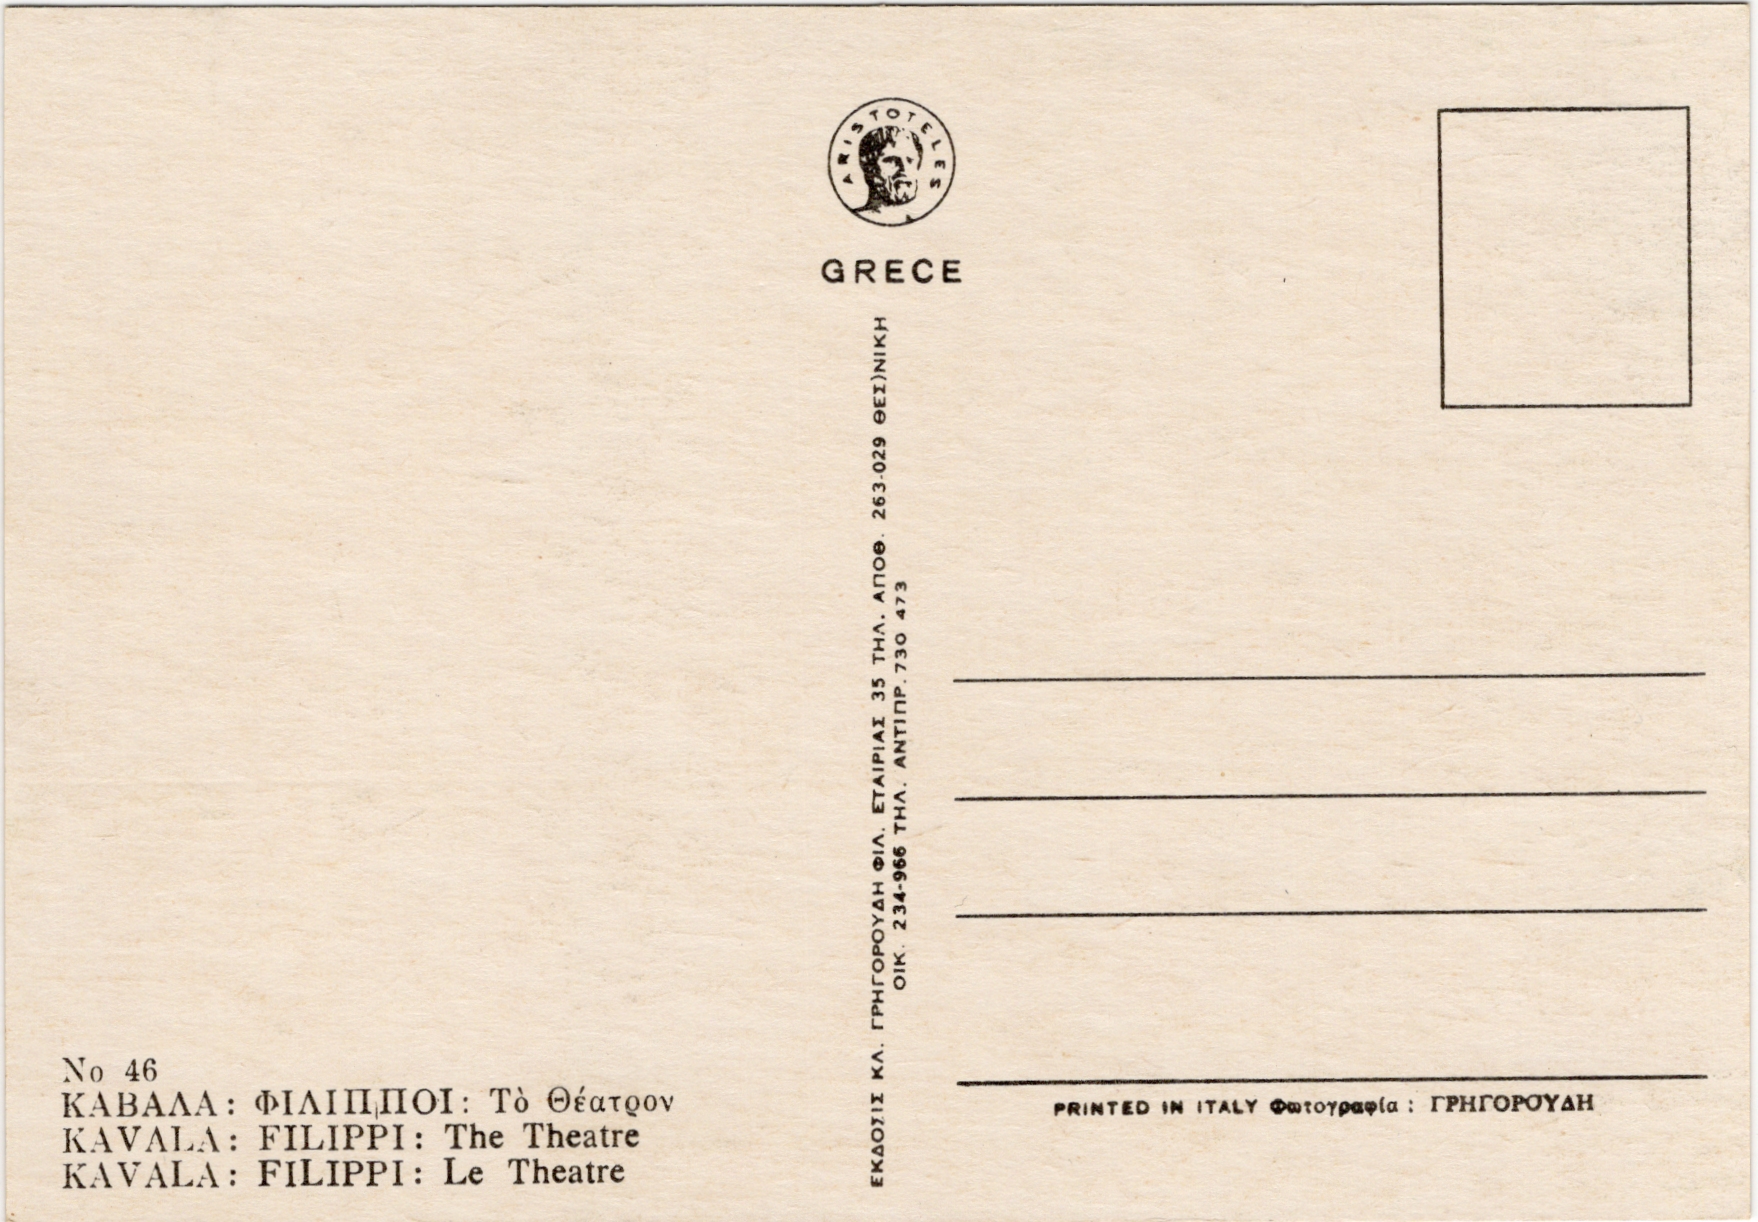 ARISTOTELES
GRECE
ΕΚΔΟΣΙΣ ΚΛ. ΓΡΗΓΟΡΟΥΔΗ ΦΙΛ. ΕΤΑΙΡΙΑΣ 35 ΤΗΛ. ΑΠΟΘ. 263-029 ΘΕΣ)ΝΙΚΗ
ΟΙΚ. 234-966 ΤΗΛ. ΑΝΤΙΠΡ. 730 473
No 46
ΚΑΒΑΛΑ: ΦΙΛΙΠΠΟΙ: Τὸ Θέατρον
KAVALA: FILIPPI: The Theatre
KAVALA: FILIPPI: Le Theatre
PRINTED IN ITALY Φωτογραφία: ΓΡΗΓΟΡΟΥΔΗ